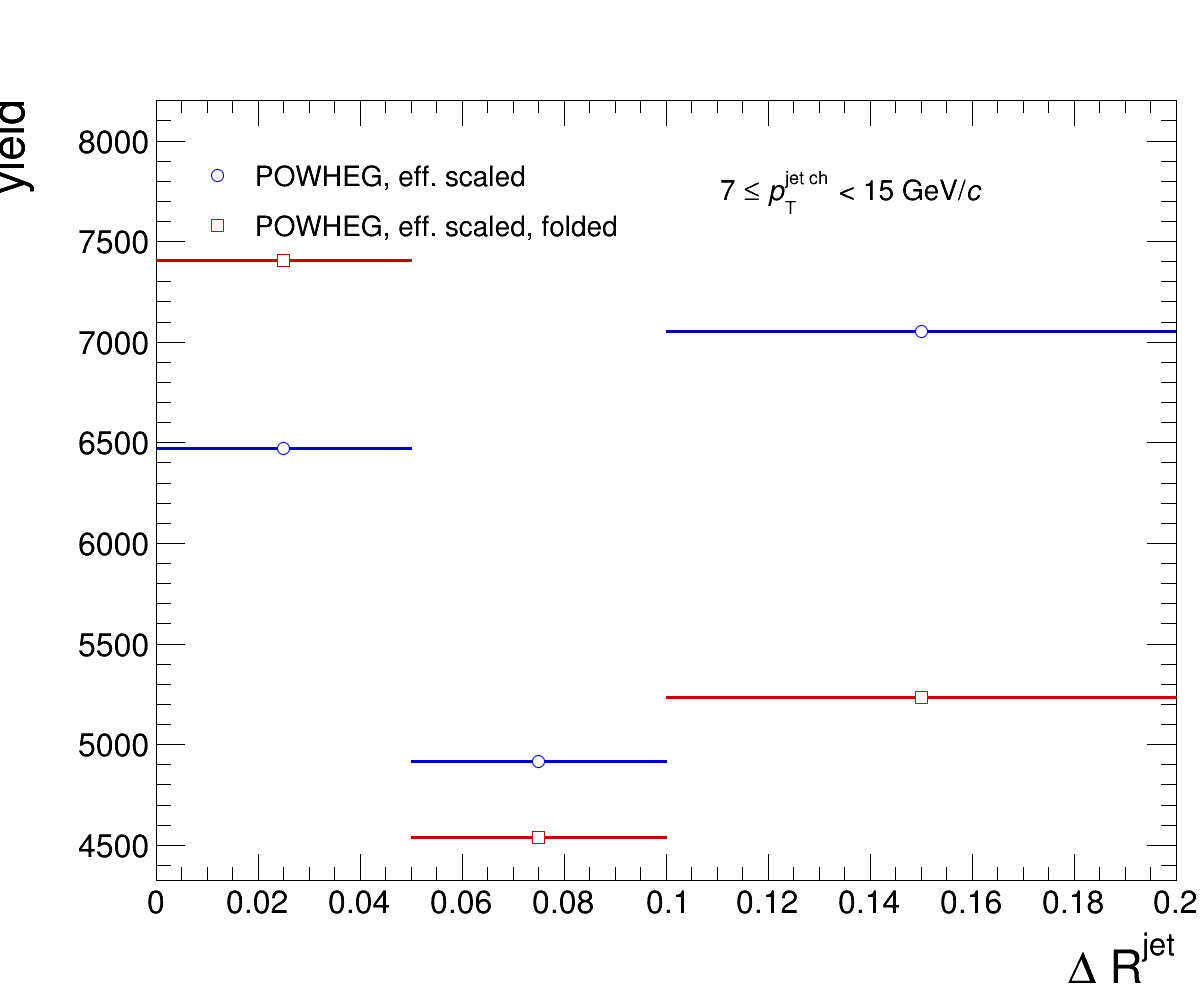 yield
8000
7500
7000
6500
6000
5500
5000
4500
POWHEG, eff. scaled
POWHEG, eff. scaled, folded
7 ≤ p_T^{jet ch} < 15 GeV/c
0 0.02 0.04 0.06 0.08 0.1 0.12 0.14 0.16 0.18 0.2
Δ R^{jet}